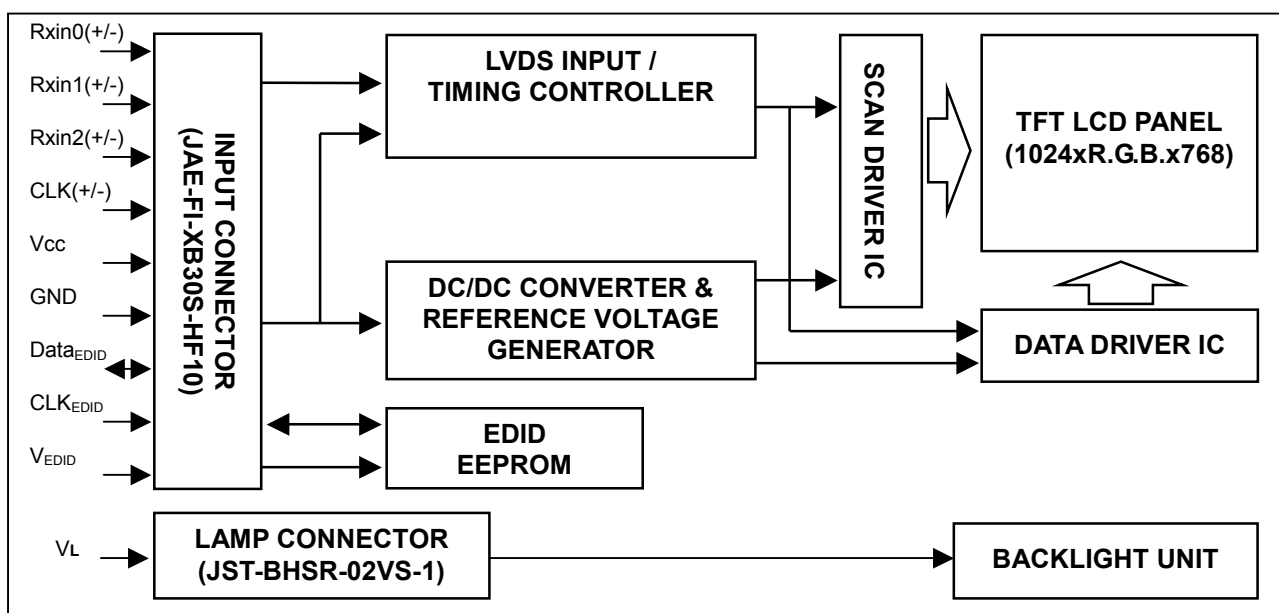 Rxin0(+/-)
Rxin1(+/-)
Rxin2(+/-)
CLK(+/-)
Vcc
GND
DataEDID
CLKEDID
VEDID
VL
INPUT CONNECTOR
(JAE-FI-XB30S-HF10)
LVDS INPUT /
TIMING CONTROLLER
DC/DC CONVERTER &
REFERENCE VOLTAGE
GENERATOR
EDID
EEPROM
LAMP CONNECTOR
(JST-BHSR-02VS-1)
SCAN DRIVER IC
TFT LCD PANEL
(1024xR.G.B.x768)
DATA DRIVER IC
BACKLIGHT UNIT